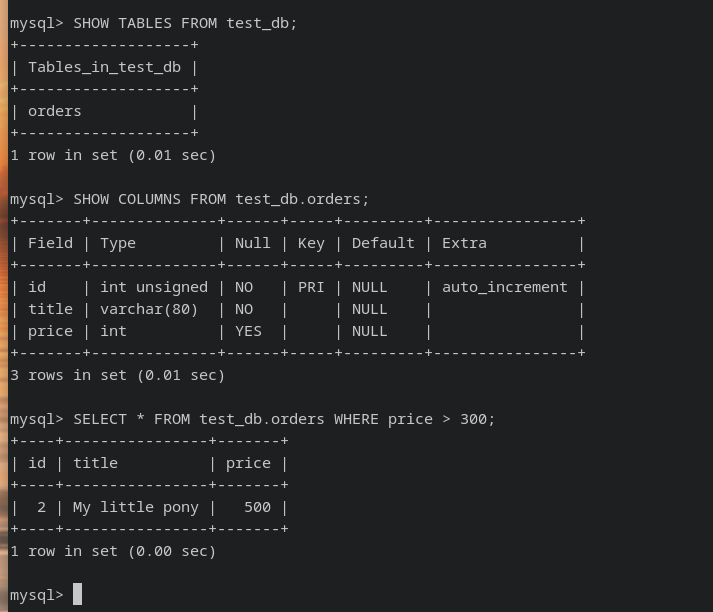 mysql> SHOW TABLES FROM test_db;
+-------------------+
| Tables_in_test_db |
+-------------------+
| orders            |
+-------------------+
1 row in set (0.01 sec)

mysql> SHOW COLUMNS FROM test_db.orders;
+-------+--------------+------+-----+---------+----------------+
| Field | Type         | Null | Key | Default | Extra          |
+-------+--------------+------+-----+---------+----------------+
| id    | int unsigned | NO   | PRI | NULL    | auto_increment |
| title | varchar(80)  | NO   |     | NULL    |                |
| price | int          | YES  |     | NULL    |                |
+-------+--------------+------+-----+---------+----------------+
3 rows in set (0.01 sec)

mysql> SELECT * FROM test_db.orders WHERE price > 300;
+----+----------------+-------+
| id | title          | price |
+----+----------------+-------+
|  2 | My little pony |   500 |
+----+----------------+-------+
1 row in set (0.00 sec)

mysql>